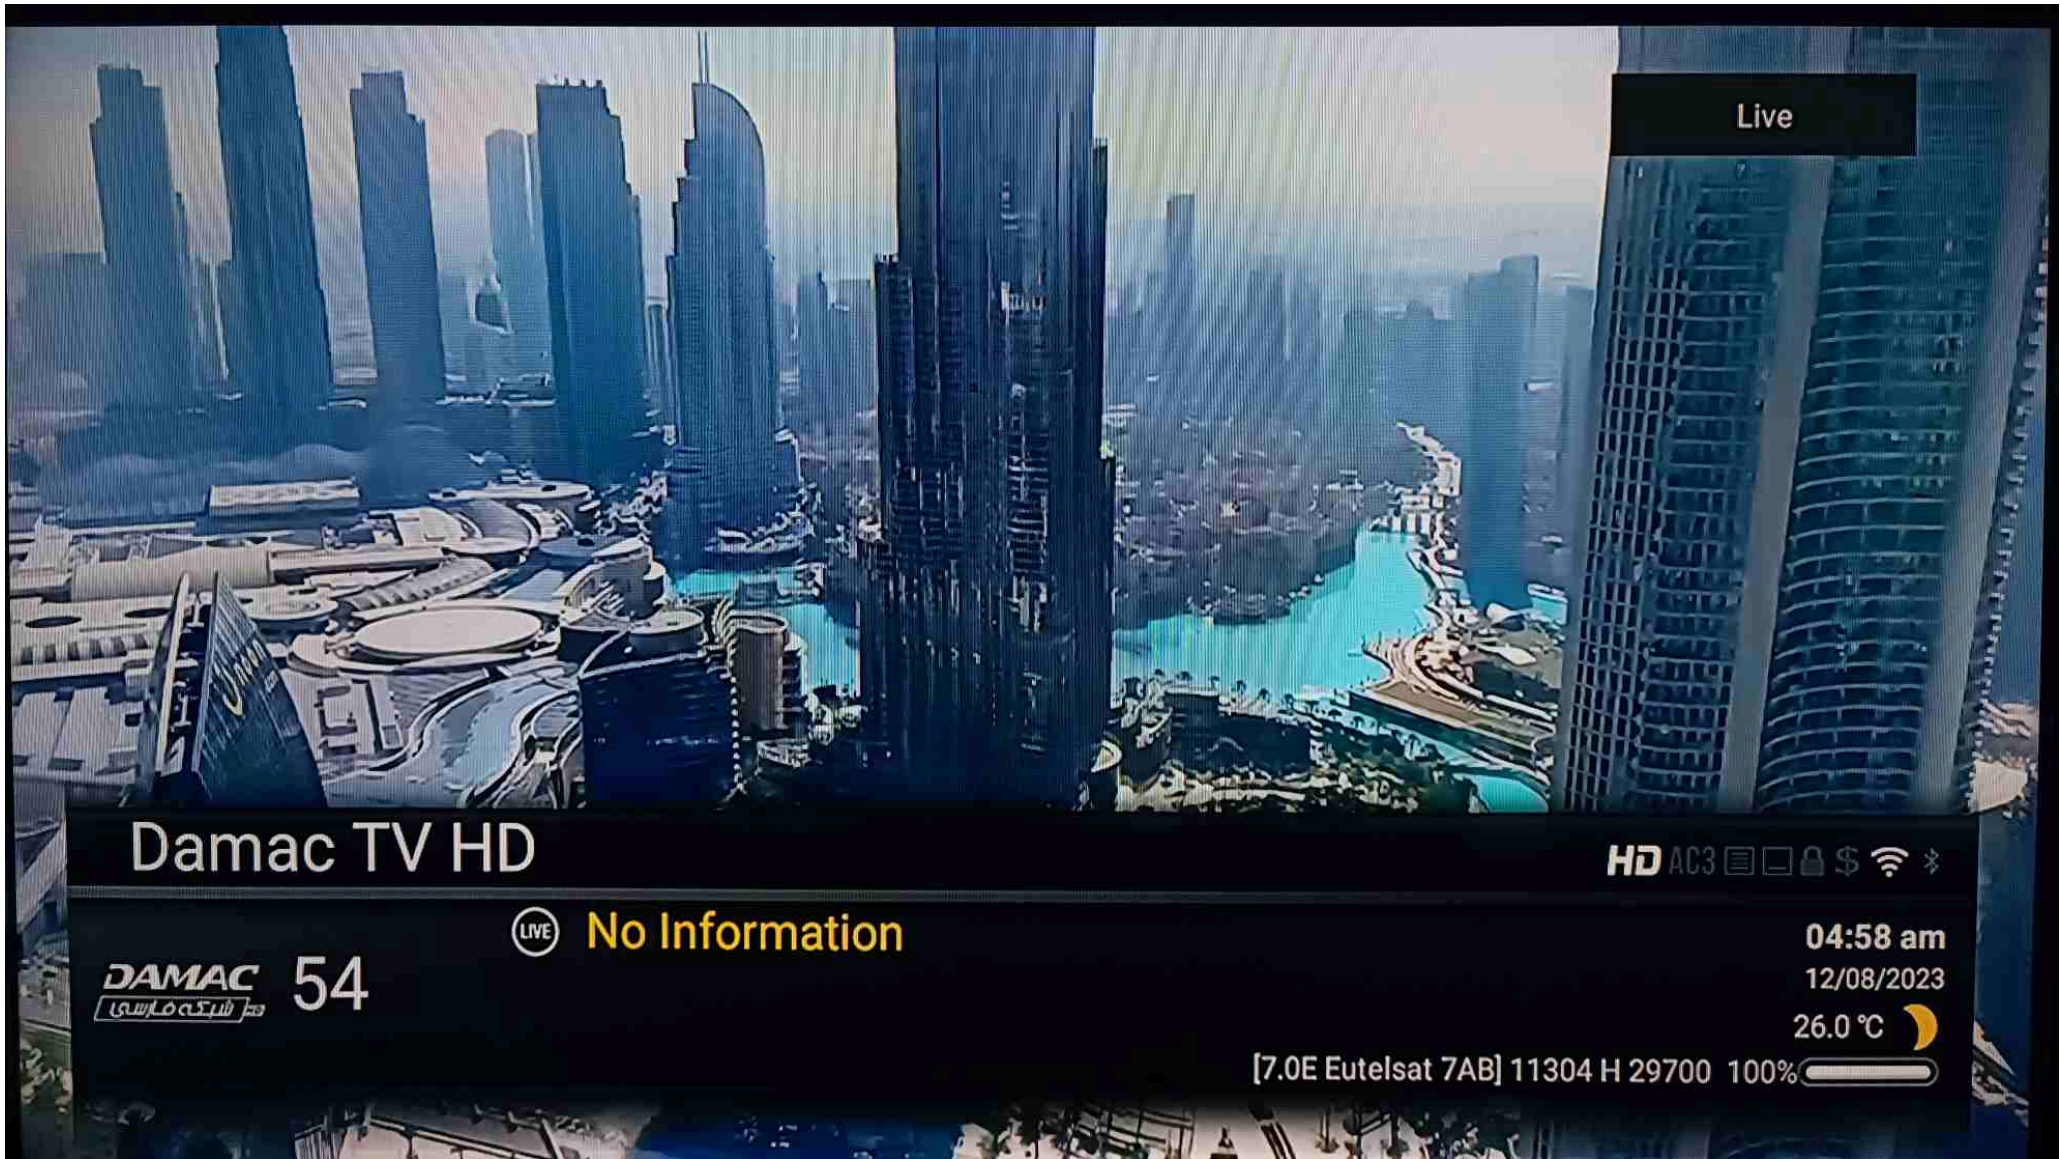 Live
Damac TV HD
HD AC3 $
LIVE No Information
04:58 am
DAMAC 54
شبکه فارسی HD
12/08/2023
26.0 °C
[7.0E Eutelsat 7AB] 11304 H 29700 100%